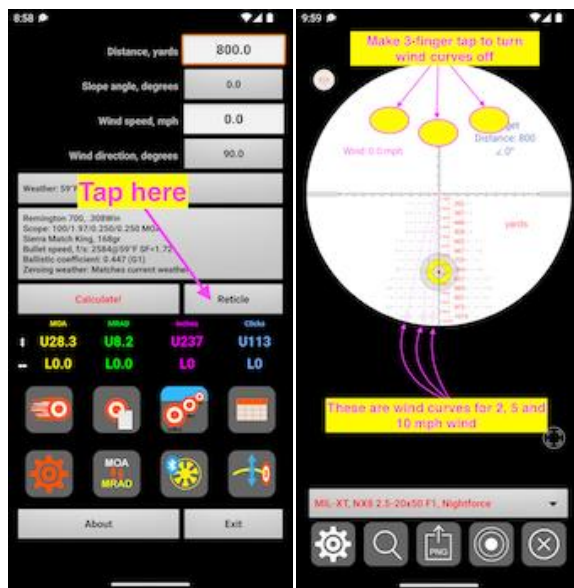 8:58
Distance, yards 800.0
Slope angle, degrees 0.0
Wind speed, mph 0.0
Wind direction, degrees 90.0
Weather: 59°F
Tap here
Remington 700, .308Win
Scope: 100/1.97/0.250/0.250 MOA
Sierra Match King, 168gr
Bullet speed, f/s: 2584@59°F SF=1.72
Ballistic coefficient: 0.447 (G1)
Zeroing weather: Matches current weather
Calculate! Reticle
MOA MRAD Inches Clicks
U28.3 U8.2 U237 U113
L0.0 L0.0 L0 L0
MOA
MRAD
About Exit
9:59
Make 3-finger tap to turn
wind curves off
Distance: 800
Wind: 0.0 mph
∠ 0°
yards
These are wind curves for 2, 5 and
10 mph wind
MIL-XT, NX8 2.5-20x50 F1, Nightforce
PNG